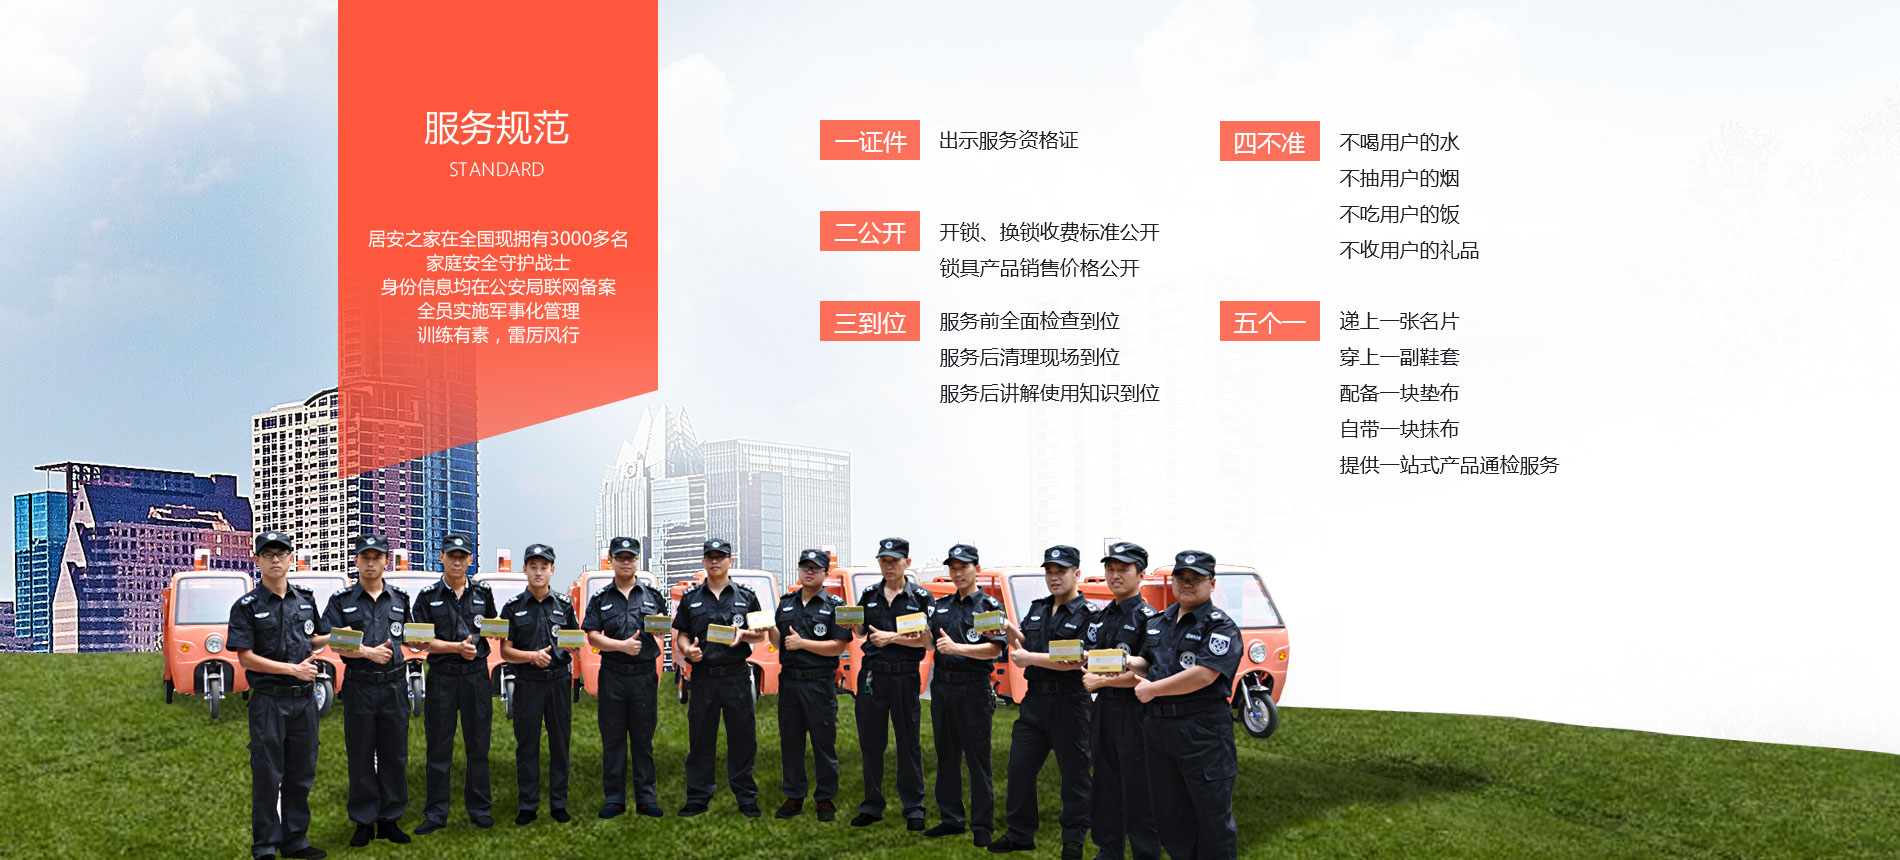 服务规范
STANDARD
居安之家在全国现拥有3000多名
家庭安全守护战士
身份信息均在公安局联网备案
全员实施军事化管理
训练有素，雷厉风行
一证件
出示服务资格证
二公开
开锁、换锁收费标准公开
锁具产品销售价格公开
三到位
服务前全面检查到位
服务后清理现场到位
服务后讲解使用知识到位
四不准
不喝用户的水
不抽用户的烟
不吃用户的饭
不收用户的礼品
五个一
递上一张名片
穿上一副鞋套
配备一块垫布
自带一块抹布
提供一站式产品通检服务